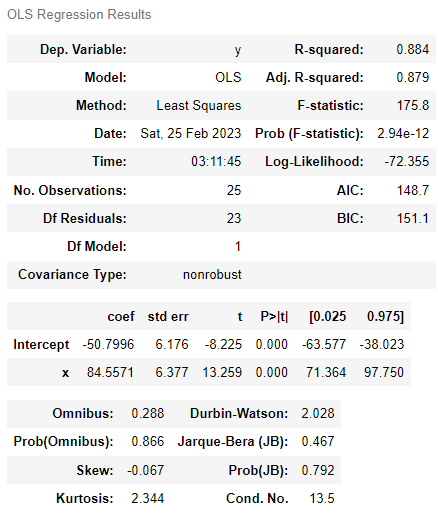 OLS Regression Results
Dep. Variable: y R-squared: 0.884
Model: OLS Adj. R-squared: 0.879
Method: Least Squares F-statistic: 175.8
Date: Sat, 25 Feb 2023 Prob (F-statistic): 2.94e-12
Time: 03:11:45 Log-Likelihood: -72.355
No. Observations: 25 AIC: 148.7
Df Residuals: 23 BIC: 151.1
Df Model: 1
Covariance Type: nonrobust
coef std err t P>|t| [0.025 0.975]
Intercept -50.7996 6.176 -8.225 0.000 -63.577 -38.023
x 84.5571 6.377 13.259 0.000 71.364 97.750
Omnibus: 0.288 Durbin-Watson: 2.028
Prob(Omnibus): 0.866 Jarque-Bera (JB): 0.467
Skew: -0.067 Prob(JB): 0.792
Kurtosis: 2.344 Cond. No. 13.5